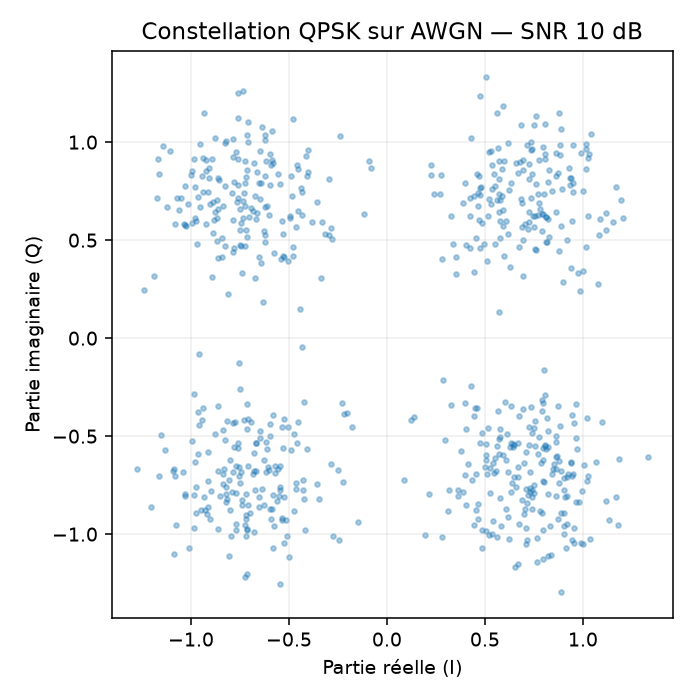 Constellation QPSK sur AWGN — SNR 10 dB
Partie imaginaire (Q)
1.0
0.5
0.0
−0.5
−1.0
−1.0 −0.5 0.0 0.5 1.0
Partie réelle (I)